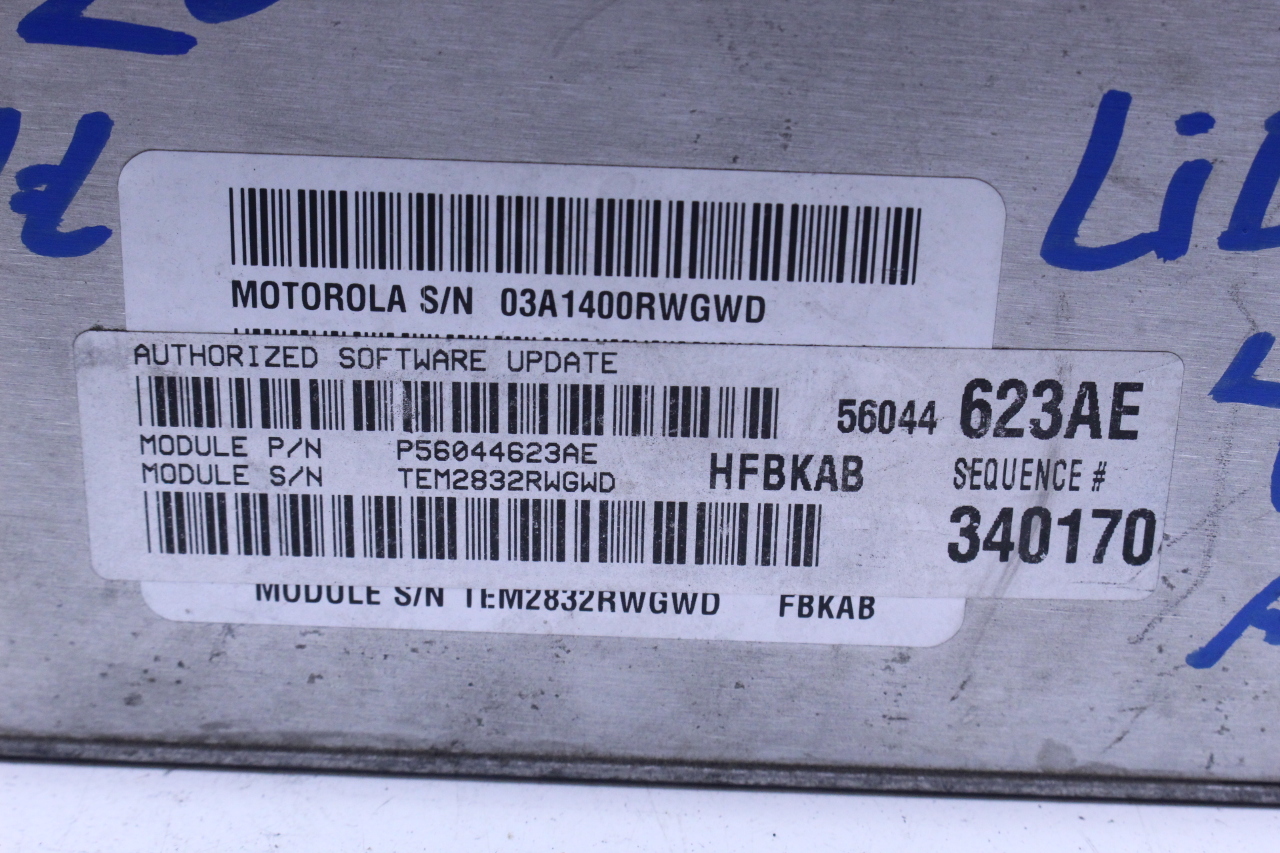 MOTOROLA S/N 03A1400RWGWD
AUTHORIZED SOFTWARE UPDATE
56044 623AE
MODULE P/N P56044623AE
MODULE S/N TEM2832RWGWD
HFBKAB
SEQUENCE #
340170
MODULE S/N TEM2832RWGWD FBKAB